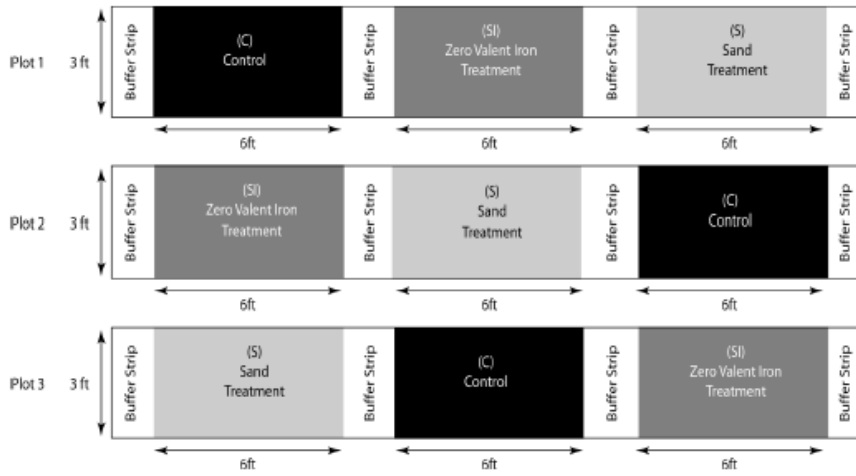 Plot 1
3 ft
Buffer Strip
(C)
Control
Buffer Strip
(SI)
Zero Valent Iron
Treatment
Buffer Strip
(S)
Sand
Treatment
Buffer Strip
6ft
6ft
6ft
Plot 2
3 ft
Buffer Strip
(SI)
Zero Valent Iron
Treatment
Buffer Strip
(S)
Sand
Treatment
Buffer Strip
(C)
Control
Buffer Strip
6ft
6ft
6ft
Plot 3
3 ft
Buffer Strip
(S)
Sand
Treatment
Buffer Strip
(C)
Control
Buffer Strip
(SI)
Zero Valent Iron
Treatment
Buffer Strip
6ft
6ft
6ft